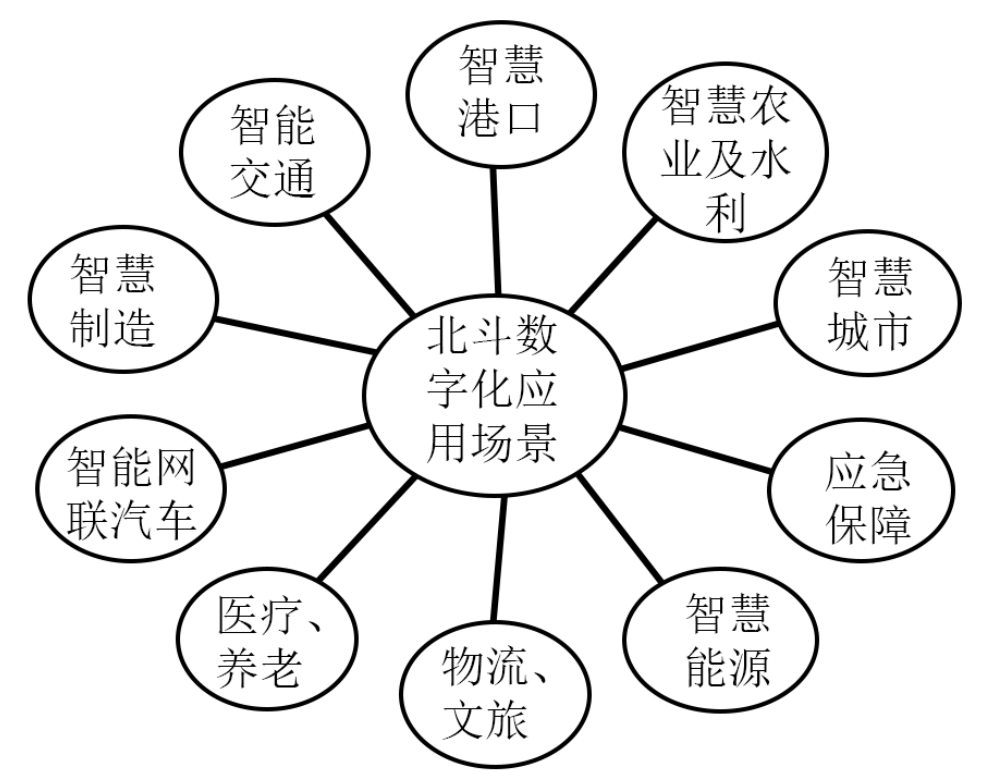 智慧
港口
智慧农
业及水
利
智慧
城市
应急
保障
智慧
能源
物流、
文旅
医疗、
养老
智能网
联汽车
智慧
制造
智能
交通
北斗数
字化应
用场景